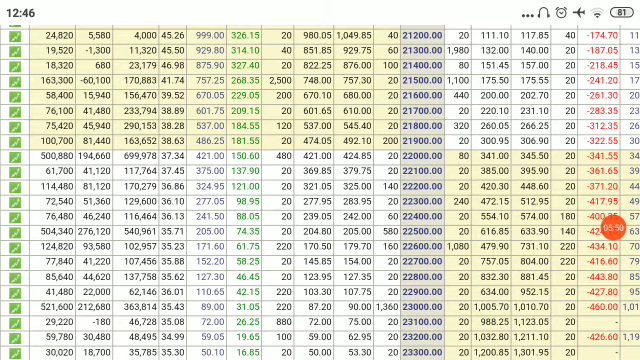 12:46 81
24,820 5,580 4,000 45.26 999.00 326.15 20 980.05 1,049.85 40 21200.00 20 111.10 117.85 40 -174.70
19,520 -1,300 11,320 45.50 929.80 314.10 40 851.85 929.75 60 21300.00 1,980 132.00 140.00 20 -187.05
18,320 680 23,179 46.98 875.90 327.40 20 822.25 876.00 100 21400.00 80 151.45 157.00 20 -218.45
163,300 -60,100 170,883 41.74 757.25 268.35 2,500 748.00 757.30 20 21500.00 1,100 175.50 175.55 20 -241.20
58,400 15,940 156,470 39.52 670.05 229.05 200 670.10 680.00 20 21600.00 440 200.00 202.70 20 -261.30
76,100 41,480 233,794 38.89 601.75 209.15 20 601.65 610.00 20 21700.00 20 220.10 231.10 20 -283.35
75,420 45,940 290,153 38.28 537.00 184.55 120 537.00 545.40 20 21800.00 320 260.05 266.25 20 -312.35
100,700 81,440 163,652 38.63 486.25 181.55 20 474.05 492.10 200 21900.00 20 300.95 306.90 20 -322.55
500,880 194,660 699,978 37.34 421.00 150.60 480 421.00 424.85 20 22000.00 80 341.00 345.50 20 -341.55
61,700 41,120 117,764 37.45 375.00 137.90 20 369.85 379.75 20 22100.00 20 385.00 395.90 20 -361.65
114,480 81,120 170,279 36.86 324.95 121.00 20 321.05 325.00 140 22200.00 20 420.30 448.60 20 -371.20
72,540 51,360 129,600 36.10 277.05 98.95 20 277.95 283.95 20 22300.00 240 472.15 512.95 20 -417.95
76,480 46,240 116,464 36.13 241.50 88.05 20 239.05 242.00 60 22400.00 20 554.10 574.00 180
504,340 276,120 540,961 35.71 205.00 74.35 20 204.80 205.00 580 22500.00 20 616.85 633.90 140 05:50
124,820 93,580 102,957 35.23 171.60 61.75 220 170.50 179.70 160 22600.00 1,080 479.90 731.10 220 -434.10
77,840 41,220 107,456 35.88 152.20 58.25 20 145.85 154.40 20 22700.00 20 757.05 804.00 220 -416.60
85,640 44,620 137,758 35.62 127.30 46.45 20 123.95 127.35 20 22800.00 20 832.30 881.45 20 -443.80
41,480 22,000 62,146 36.01 110.65 42.15 220 103.30 107.75 20 22900.00 20 634.00 952.15 20 -427.80
521,600 212,680 363,814 35.43 89.00 31.05 20 87.20 90.00 1,360 23000.00 20 1,005.70 1,010.70 20 -460.00
29,220 -180 46,728 35.08 72.00 26.25 880 72.00 75.00 20 23100.00 20 988.25 1,123.05 20 -
59,780 30,680 48,495 34.99 59.05 19.65 100 59.00 62.95 20 23200.00 20 1,032.80 1,211.10 20 -426.60
30,020 18,700 35,785 35.30 50.10 16.85 20 50.00 53.30 20 23300.00 20 1,200.85 1,301.95 20 -